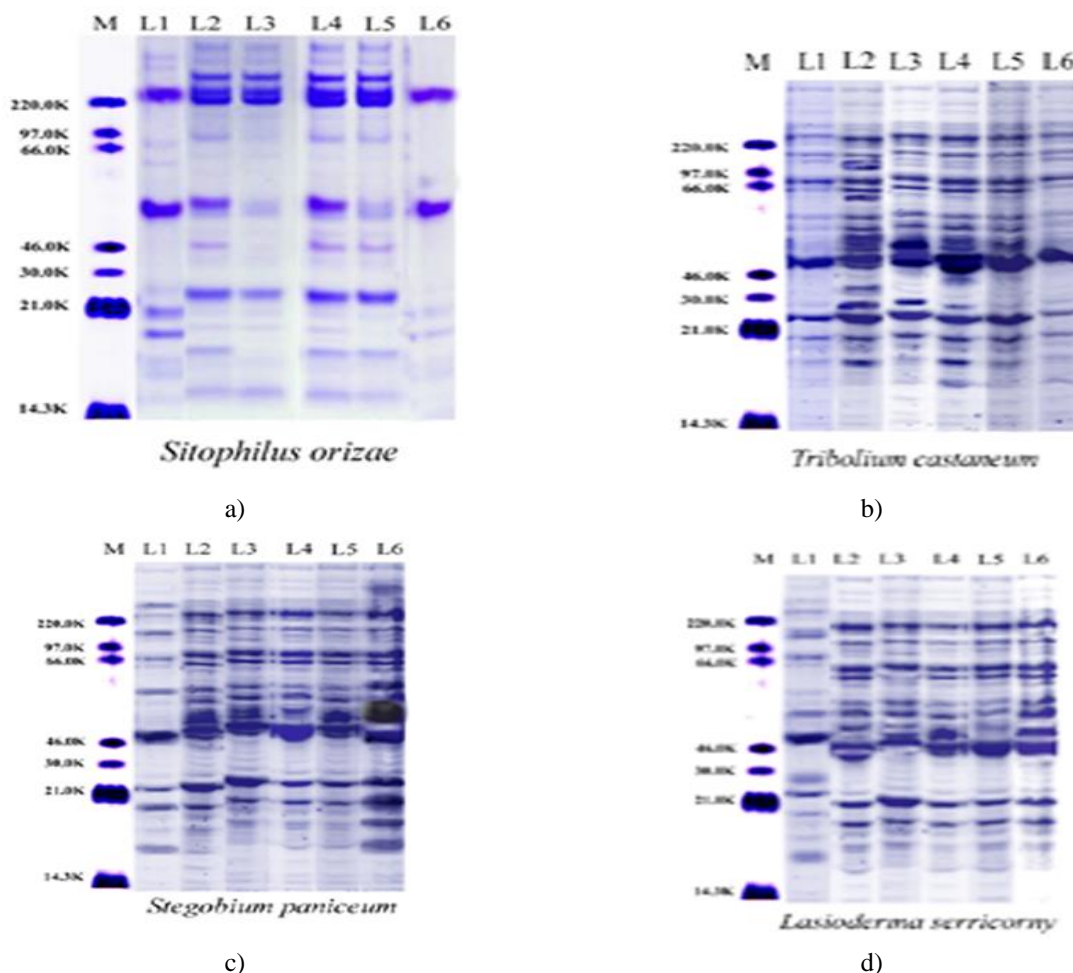 M L1 L2 L3 L4 L5 L6
220.0K
97.0K
66.0K
46.0K
30.0K
21.0K
14.3K
Sitophilus orizae
a)
M L1 L2 L3 L4 L5 L6
220.0K
97.0K
66.0K
46.0K
30.0K
21.0K
14.3K
Tribolium castaneum
b)
M L1 L2 L3 L4 L5 L6
220.0K
97.0K
66.0K
46.0K
30.0K
21.0K
14.3K
Stegobium paniceum
c)
M L1 L2 L3 L4 L5 L6
220.0K
97.0K
66.0K
46.0K
30.0K
21.0K
14.3K
Lasioderma serricorny
d)